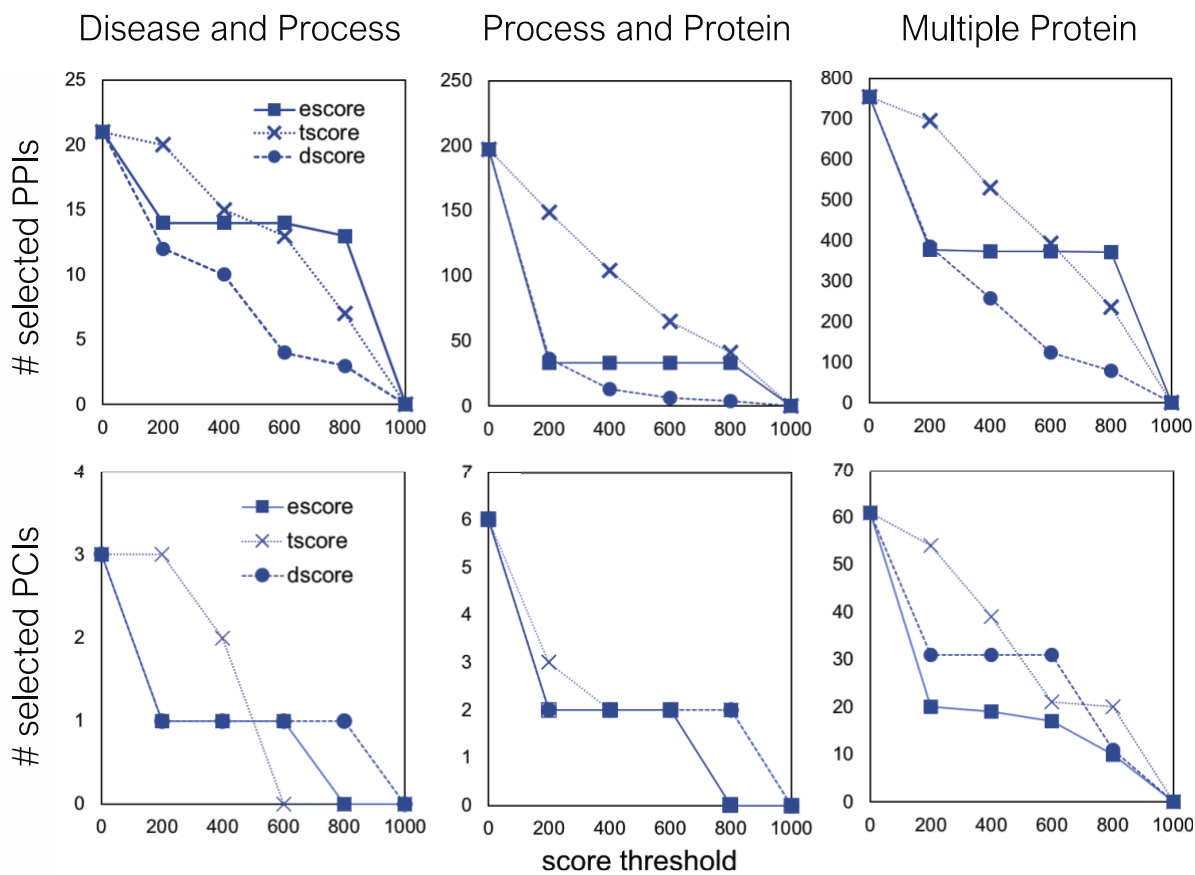 Disease and Process
Process and Protein
Multiple Protein
# selected PPIs
25
20
15
10
5
0
0 200 400 600 800 1000
escore
tscore
dscore
250
200
150
100
50
0
0 200 400 600 800 1000
800
700
600
500
400
300
200
100
0
0 200 400 600 800 1000
# selected PCIs
4
3
2
1
0
0 200 400 600 800 1000
escore
tscore
dscore
7
6
5
4
3
2
1
0
0 200 400 600 800 1000
70
60
50
40
30
20
10
0
0 200 400 600 800 1000
score threshold